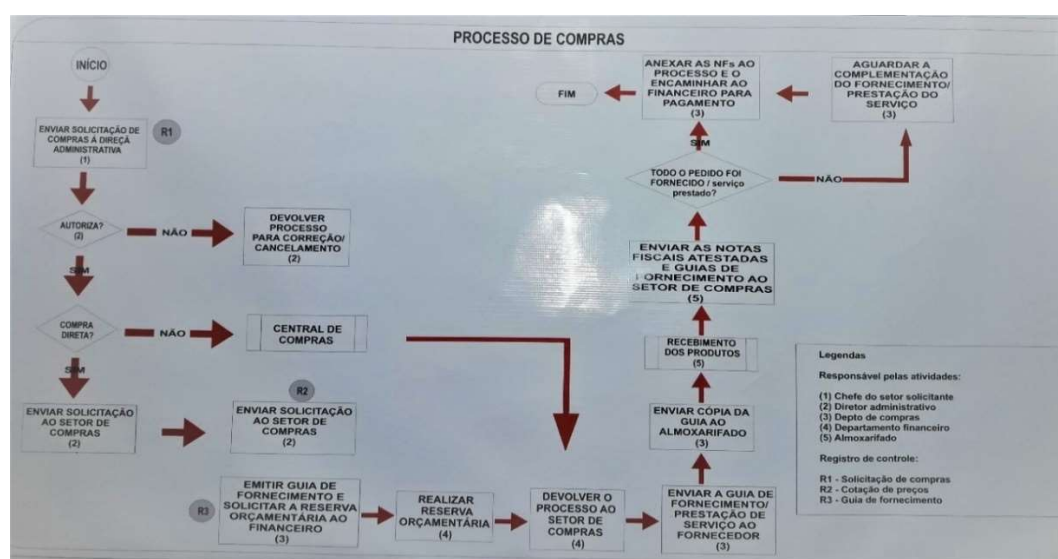 PROCESSO DE COMPRAS
INÍCIO
ENVIAR SOLICITAÇÃO DE
COMPRAS À DIREÇÃ
ADMINISTRATIVA
(1)
R1
AUTORIZA?
(2)
NÃO
DEVOLVER
PROCESSO
PARA CORREÇÃO/
CANCELAMENTO
(2)
SIM
COMPRA
DIRETA?
NÃO
CENTRAL DE
COMPRAS
SIM
ENVIAR SOLICITAÇÃO
AO SETOR DE
COMPRAS
(2)
R2
ENVIAR SOLICITAÇÃO
AO SETOR DE
COMPRAS
(2)
R3
EMITIR GUIA DE
FORNECIMENTO E
SOLICITAR A RESERVA
ORÇAMENTÁRIA AO
FINANCEIRO
(3)
REALIZAR
RESERVA
ORÇAMENTÁRIA
(4)
DEVOLVER O
PROCESSO AO
SETOR DE
COMPRAS
(4)
ENVIAR A GUIA DE
FORNECIMENTO/
PRESTAÇÃO DE
SERVIÇO AO
FORNECEDOR
(3)
ENVIAR CÓPIA DA
GUIA AO
ALMOXARIFADO
(3)
RECEBIMENTO
DOS PRODUTOS
(5)
ENVIAR AS NOTAS
FISCAIS ATESTADAS
E GUIAS DE
FORNECIMENTO AO
SETOR DE COMPRAS
(5)
TODO O PEDIDO FOI
FORNECIDO / serviço
prestado?
NÃO
AGUARDAR A
COMPLEMENTAÇÃO
DO FORNECIMENTO/
PRESTAÇÃO DO
SERVIÇO
(3)
SIM
ANEXAR AS NFs AO
PROCESSO E O
ENCAMINHAR AO
FINANCEIRO PARA
PAGAMENTO
(3)
FIM
Legendas
Responsável pelas atividades:
(1) Chefe do setor solicitante
(2) Diretor administrativo
(3) Depto de compras
(4) Departamento financeiro
(5) Almoxarifado
Registro de controle:
R1 - Solicitação de compras
R2 - Cotação de preços
R3 - Guia de fornecimento